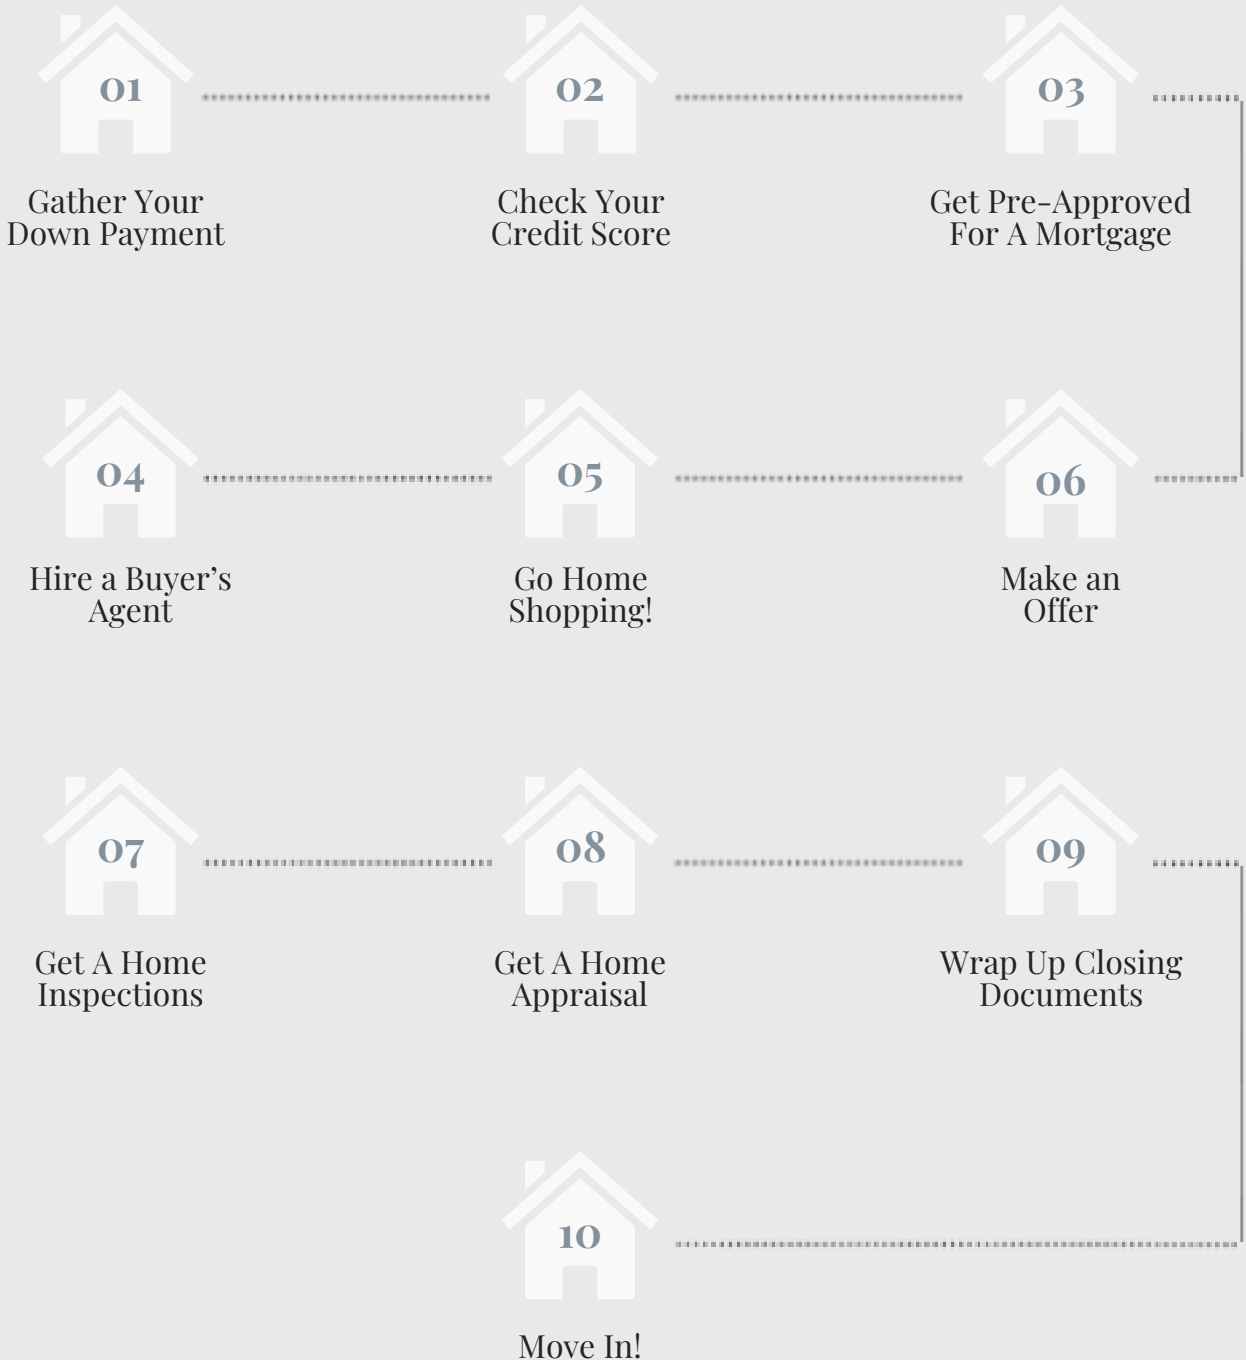 01
Gather Your
Down Payment
02
Check Your
Credit Score
03
Get Pre-Approved
For A Mortgage
04
Hire a Buyer’s
Agent
05
Go Home
Shopping!
06
Make an
Offer
07
Get A Home
Inspections
08
Get A Home
Appraisal
09
Wrap Up Closing
Documents
10
Move In!